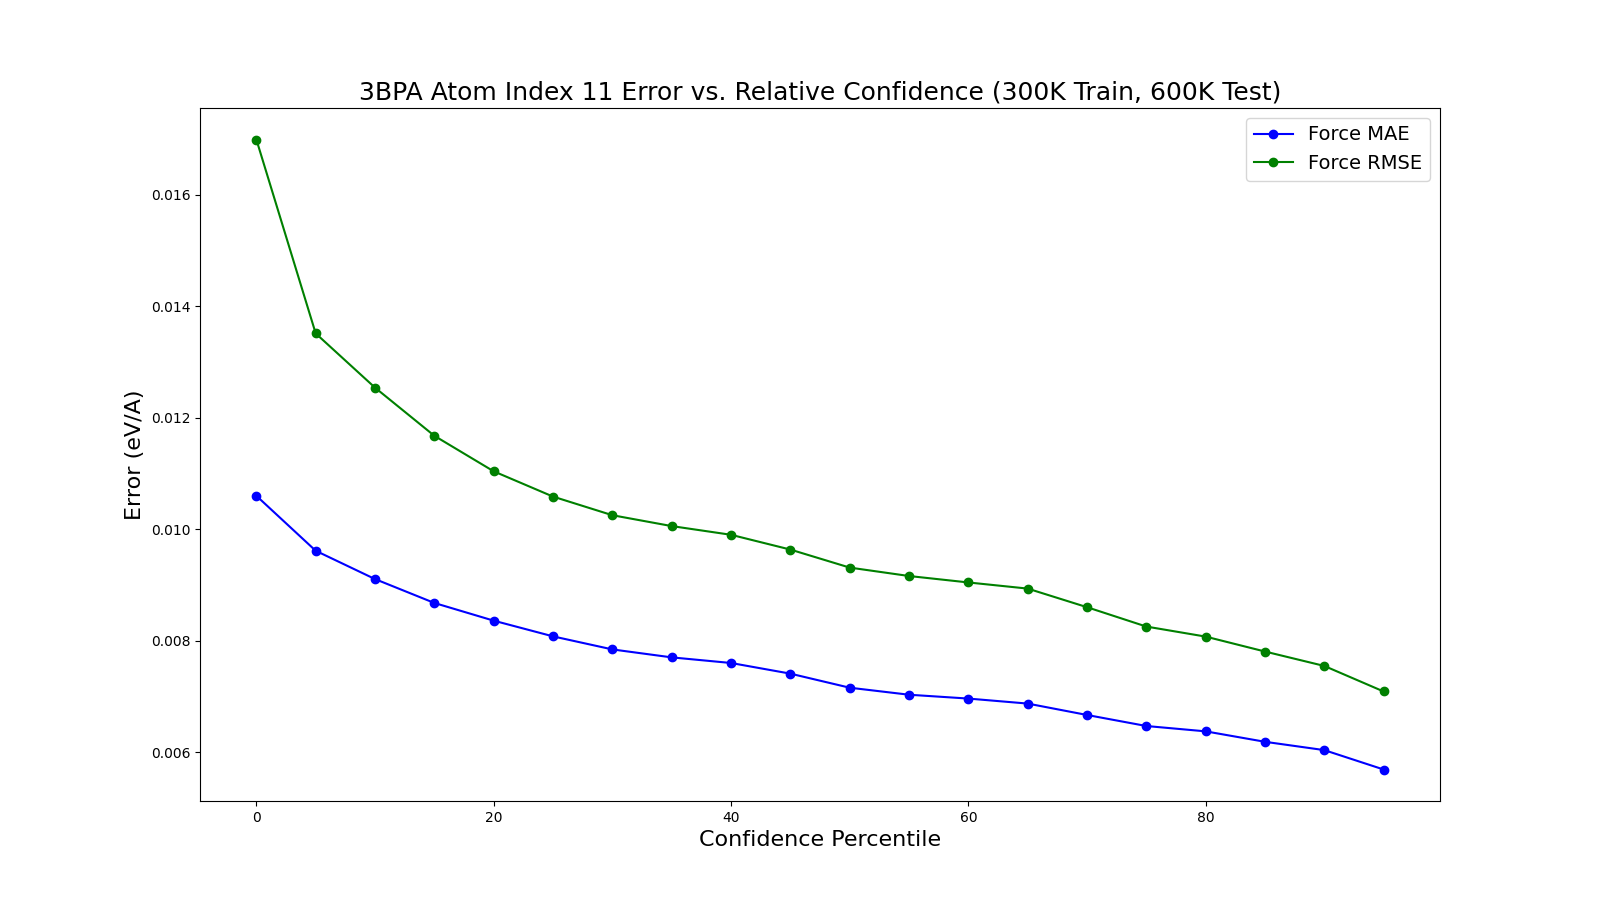 3BPA Atom Index 11 Error vs. Relative Confidence (300K Train, 600K Test)
Force MAE
Force RMSE
0.016
0.014
0.012
0.010
0.008
0.006
Error (eV/A)
0 20 40 60 80
Confidence Percentile